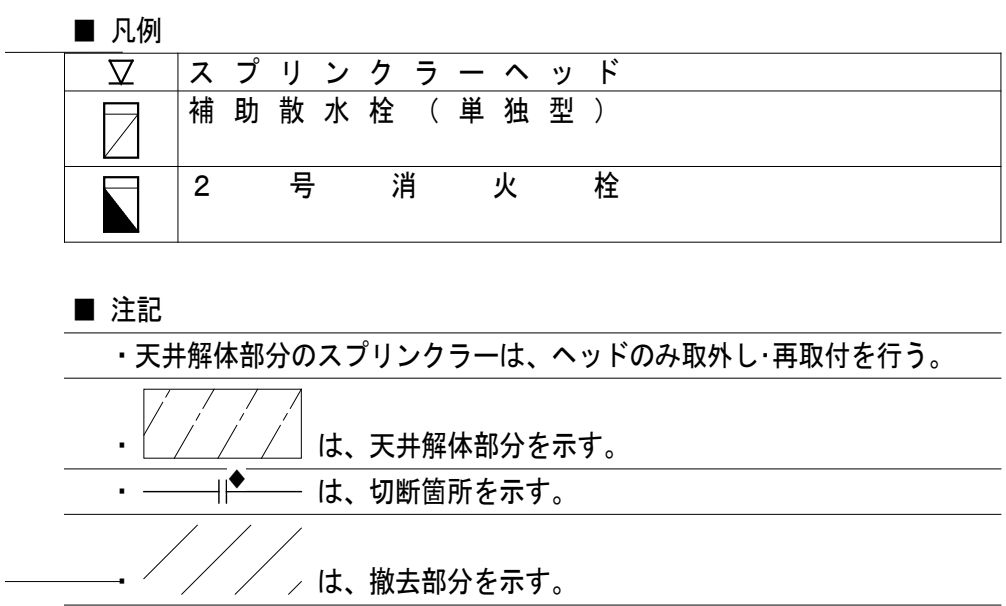 ■ 凡例
スプリンクラーヘッド
補助散水栓（単独型）
2号消火栓
■ 注記
・天井解体部分のスプリンクラーは、ヘッドのみ取外し･再取付を行う。
・ は、天井解体部分を示す。
・ は、切断箇所を示す。
・ は、撤去部分を示す。